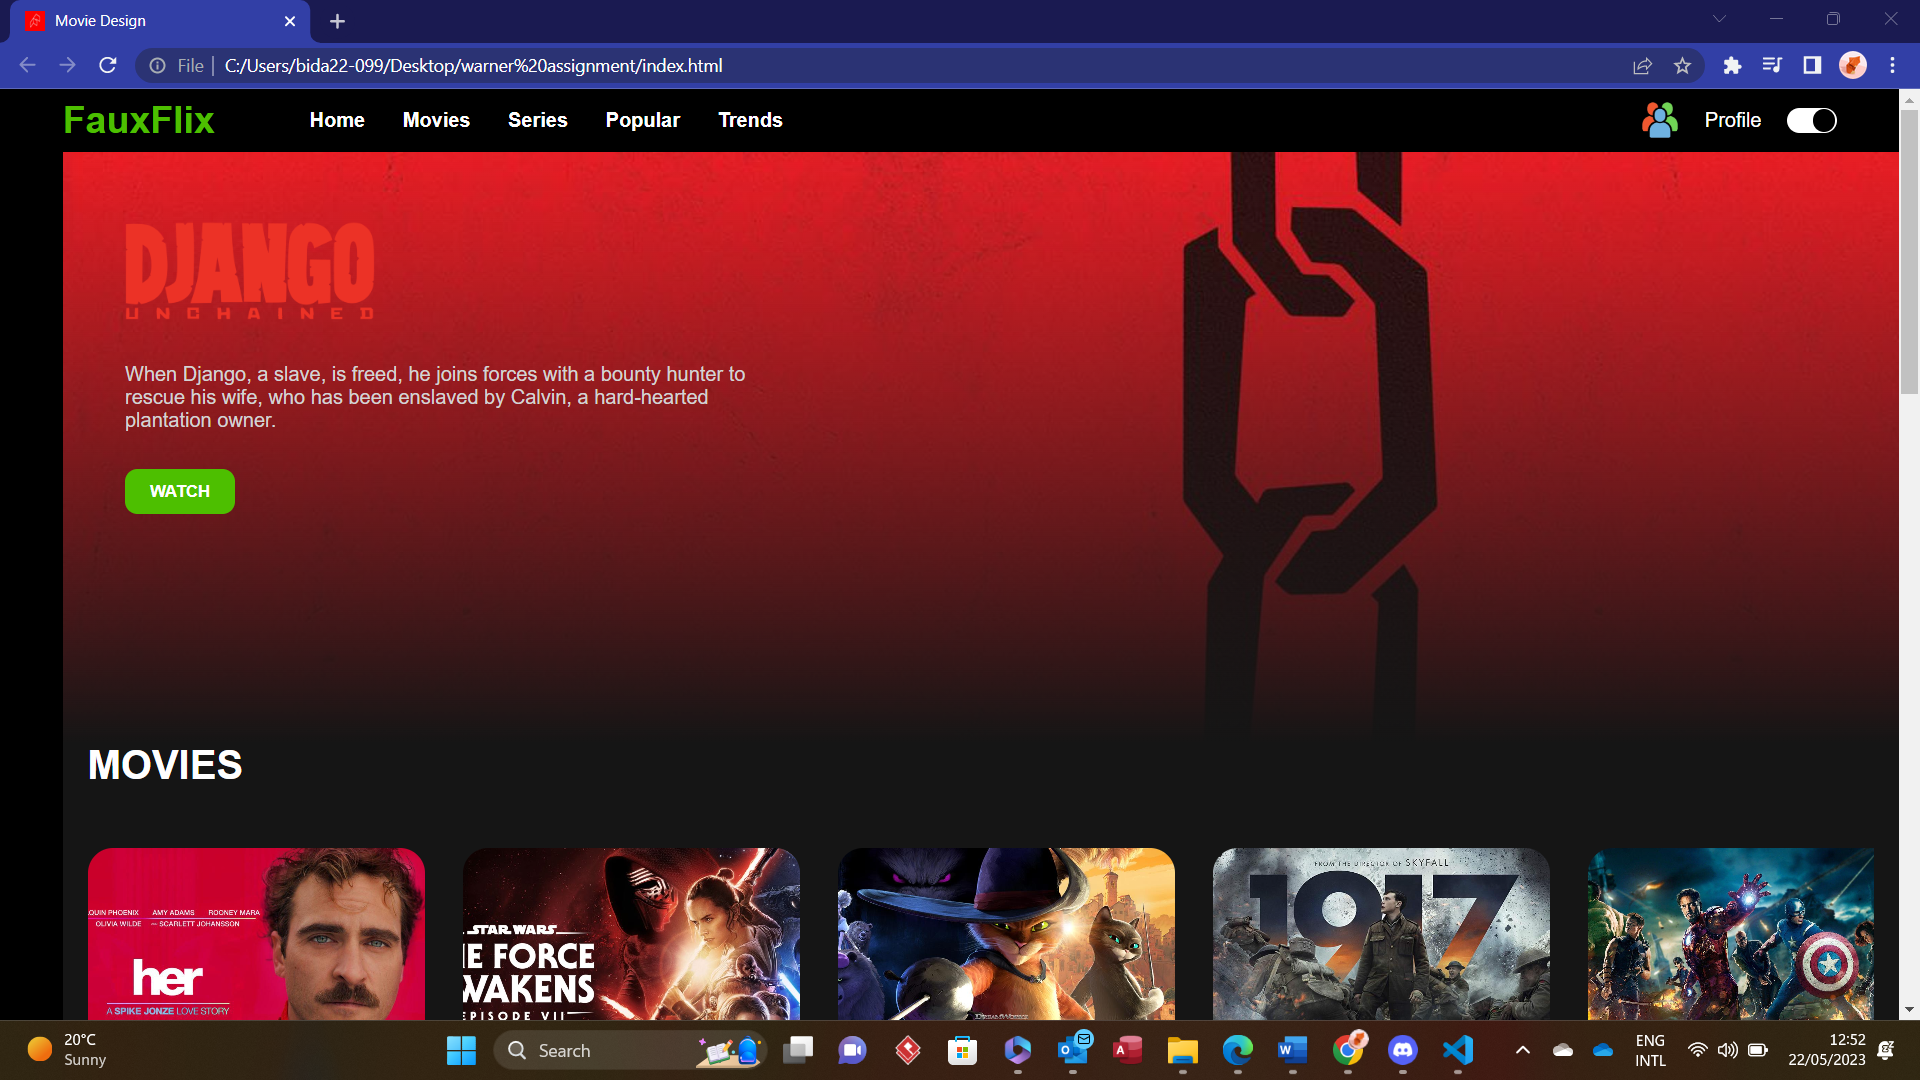 Movie Design
File
C:/Users/bida22-099/Desktop/warner%20assignment/index.html
FauxFlix
Home
Movies
Series
Popular
Trends
Profile
DJANGO
UNCHAINED
When Django, a slave, is freed, he joins forces with a bounty hunter to
rescue his wife, who has been enslaved by Calvin, a hard-hearted
plantation owner.
WATCH
MOVIES
OUIN PHOENIX AMY ADAMS ROONEY MARA
OLIVIA WILDE SCARLETT JOHANSSON
her
A SPIKE JONZE LOVE STORY
STAR WARS
E FORCE
WAKENS
EPISODE VII
FROM THE DIRECTOR OF SKYFALL
1917
20°C
Sunny
Search
ENG
INTL
12:52
22/05/2023